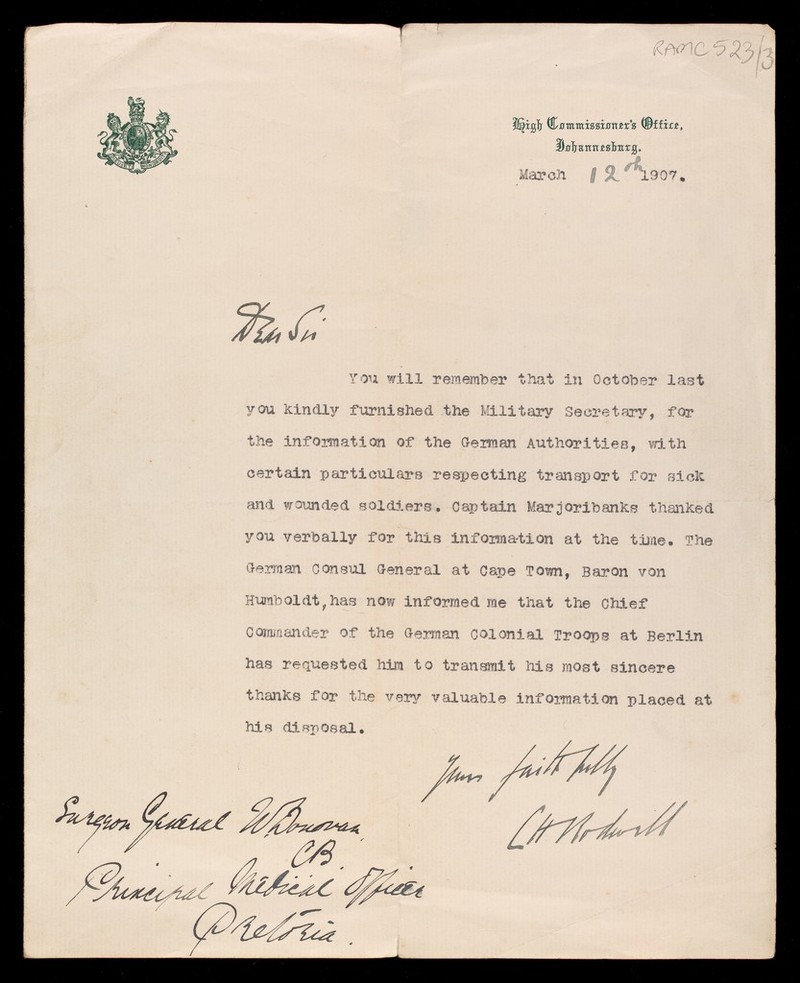 RAMC 523/3
High Commissioner's Office,
Johannesburg.
March 12th 1907.
Dear Sir
You will remember that in October last
you kindly furnished the Military Secretary, for
the information of the German Authorities, with
certain particulars respecting transport for sick
and wounded soldiers. Captain Marjoribanks thanked
you verbally for this information at the time. The
German Consul General at Cape Town, Baron von
Humboldt, has now informed me that the Chief
Commander of the German Colonial Troops at Berlin
has requested him to transmit his most sincere
thanks for the very valuable information placed at
his disposal.
Yours faithfully
C H Rodwell
Surgeon General W Donovan
CB.
Principal Medical Officer
Pretoria.